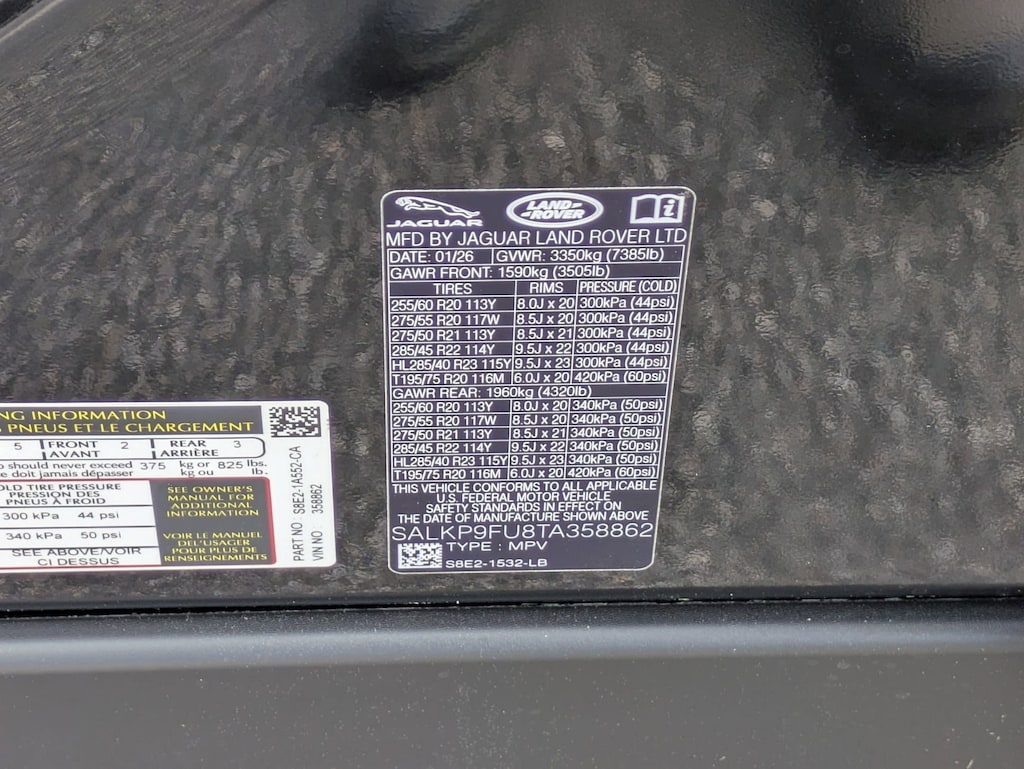 JAGUAR
LAND-
-ROVER
MFD BY JAGUAR LAND ROVER LTD
DATE: 01/26 GVWR: 3350kg (7385lb)
GAWR FRONT: 1590kg (3505lb)
TIRES RIMS PRESSURE (COLD)
255/60 R20 113Y 8.0J x 20 300kPa (44psi)
275/55 R20 117W 8.5J x 20 300kPa (44psi)
275/50 R21 113Y 8.5J x 21 300kPa (44psi)
285/45 R22 114Y 9.5J x 22 300kPa (44psi)
HL285/40 R23 115Y 9.5J x 23 300kPa (44psi)
T195/75 R20 116M 6.0J x 20 420kPa (60psi)
GAWR REAR: 1960kg (4320lb)
255/60 R20 113Y 8.0J x 20 340kPa (50psi)
275/55 R20 117W 8.5J x 20 340kPa (50psi)
275/50 R21 113Y 8.5J x 21 340kPa (50psi)
285/45 R22 114Y 9.5J x 22 340kPa (50psi)
HL285/40 R23 115Y 9.5J x 23 340kPa (50psi)
T195/75 R20 116M 6.0J x 20 420kPa (60psi)
THIS VEHICLE CONFORMS TO ALL APPLICABLE
U.S. FEDERAL MOTOR VEHICLE
SAFETY STANDARDS IN EFFECT ON
THE DATE OF MANUFACTURE SHOWN ABOVE
SALKP9FU8TA358862
TYPE : MPV
S8E2-1532-LB
NG INFORMATION
PNEUS ET LE CHARGEMENT
5 FRONT 2 REAR 3
AVANT ARRIÈRE
should never exceed 375 kg or 825 lbs.
re doit jamais dépasser kg ou lb.
OLD TIRE PRESSURE
PRESSION DES
PNEUS À FROID
300 kPa 44 psi
340 kPa 50 psi
SEE ABOVE/VOIR
CI DESSUS
SEE OWNER'S
MANUAL FOR
ADDITIONAL
INFORMATION
VOIR LE MANUEL
DE L'USAGER
POUR PLUS DE
RENSEIGNEMENTS
PART NO S8E2-1A552-CA
VIN NO : 358862